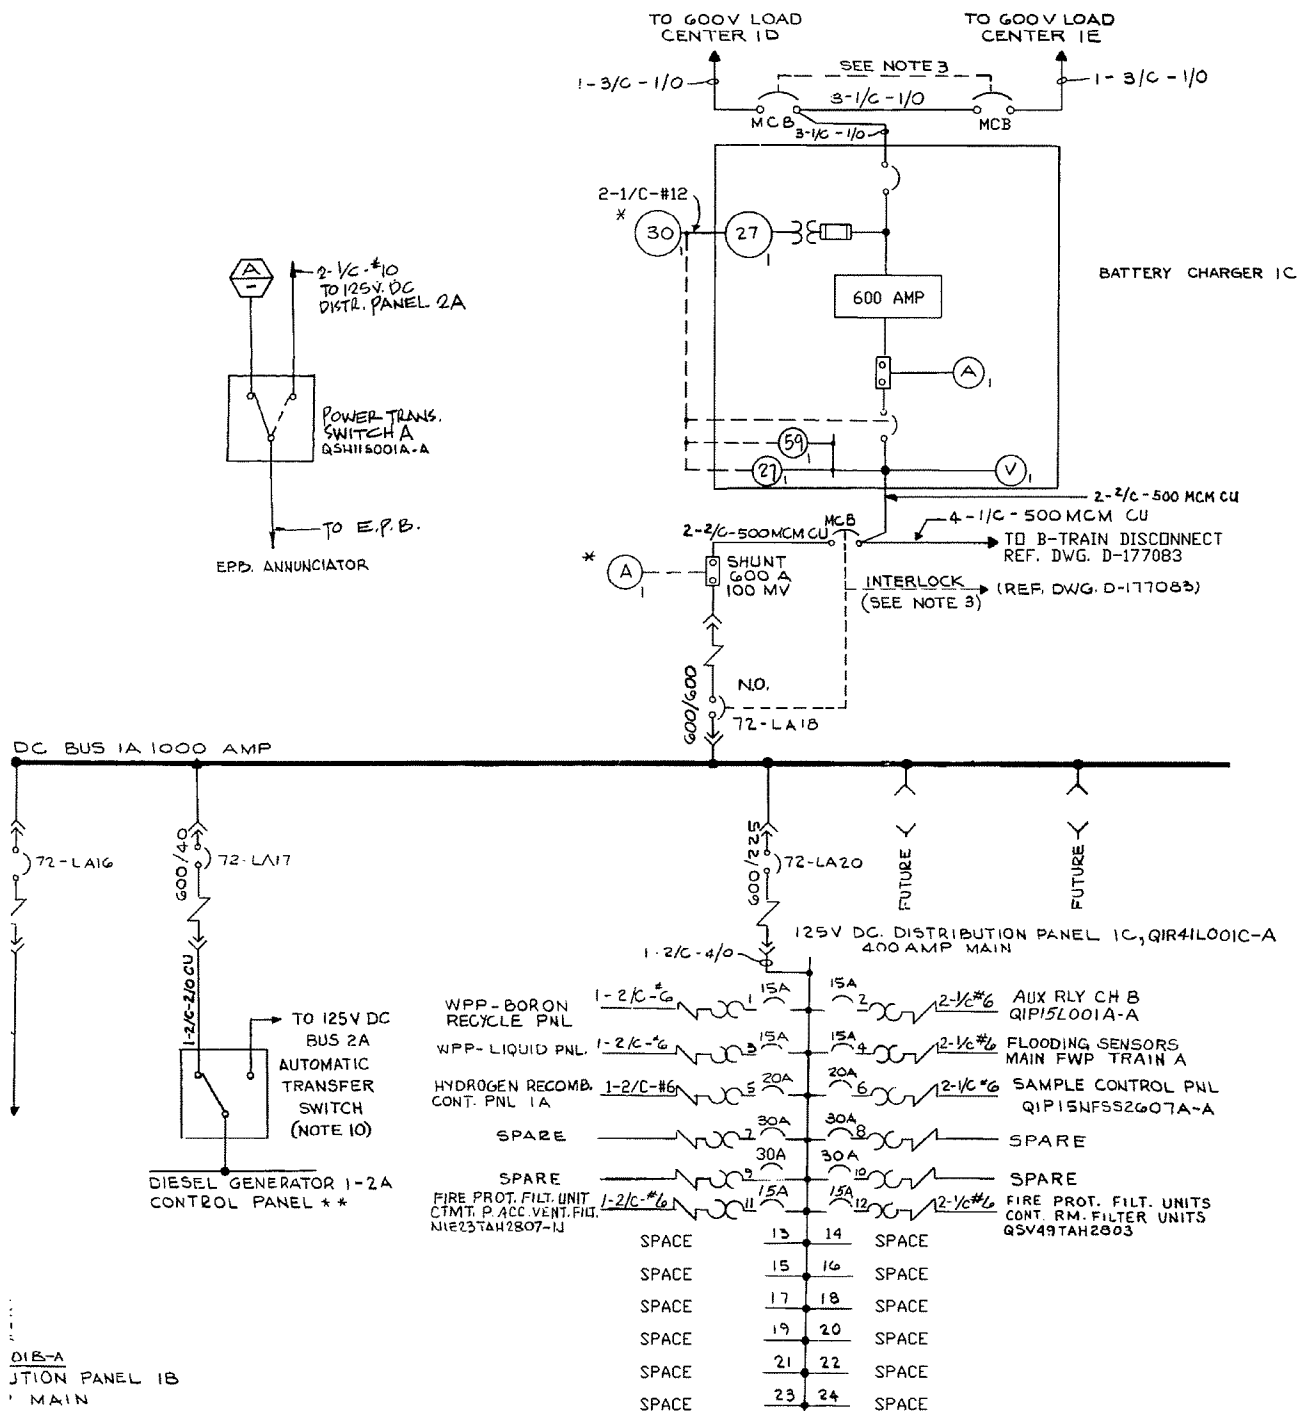 TO 600V LOAD
CENTER 1D
TO 600V LOAD
CENTER 1E
SEE NOTE 3
1-3/C-1/0
3-1/C-1/0
1-3/C-1/0
MCB
MCB
3-1/C-1/0
2-1/C-#12
*
30
1
27
1
BATTERY CHARGER 1C
600 AMP
A
1
59
1
27
1
V
1
A
-
2-1/C-#10
TO 125V. DC
DISTR. PANEL 2A
POWER TRANS.
SWITCH A
QSH11S001A-A
TO E.P.B.
EPB. ANNUNCIATOR
2-2/C-500 MCM CU
2-2/C-500MCM CU
MCB
4-1/C-500MCM CU
TO B-TRAIN DISCONNECT
REF. DWG. D-177083
*
A
1
SHUNT
600 A
100 MV
INTERLOCK
(SEE NOTE 3)
(REF. DWG. D-177083)
600/600
N.O.
72-LA18
DC BUS 1A 1000 AMP
72-LA16
600/40
72-LA17
600/225
72-LA20
FUTURE
FUTURE
125V DC. DISTRIBUTION PANEL 1C, Q1R41L001C-A
400 AMP MAIN
1-2/C-4/0
1-2/C-2/0 CU
TO 125V DC
BUS 2A
AUTOMATIC
TRANSFER
SWITCH
(NOTE 10)
DIESEL GENERATOR 1-2A
CONTROL PANEL **
WPP-BORON
RECYCLE PNL
1-2/C-#6
1
15A
15A
2
2-1/C#6
AUX RLY CH B
Q1P15L001A-A
WPP-LIQUID PNL.
1-2/C-#6
3
15A
15A
4
2-1/C#6
FLOODING SENSORS
MAIN FWP TRAIN A
HYDROGEN RECOMB.
CONT. PNL 1A
1-2/C-#6
5
20A
20A
6
2-1/C #6
SAMPLE CONTROL PNL
Q1P15NFSS2607A-A
SPARE
7
30A
30A
8
SPARE
SPARE
9
30A
30A
10
SPARE
FIRE PROT. FILT. UNIT
CTMT. P. ACC. VENT. FILT.
N1E23TAH2807-N
1-2/C-#6
11
15A
15A
12
2-1/C#6
FIRE PROT. FILT. UNITS
CONT. RM. FILTER UNITS
QSV49TAH2803
SPACE
13
14
SPACE
SPACE
15
16
SPACE
SPACE
17
18
SPACE
SPACE
19
20
SPACE
SPACE
21
22
SPACE
SPACE
23
24
SPACE
01B-A
UTION PANEL 1B
MAIN